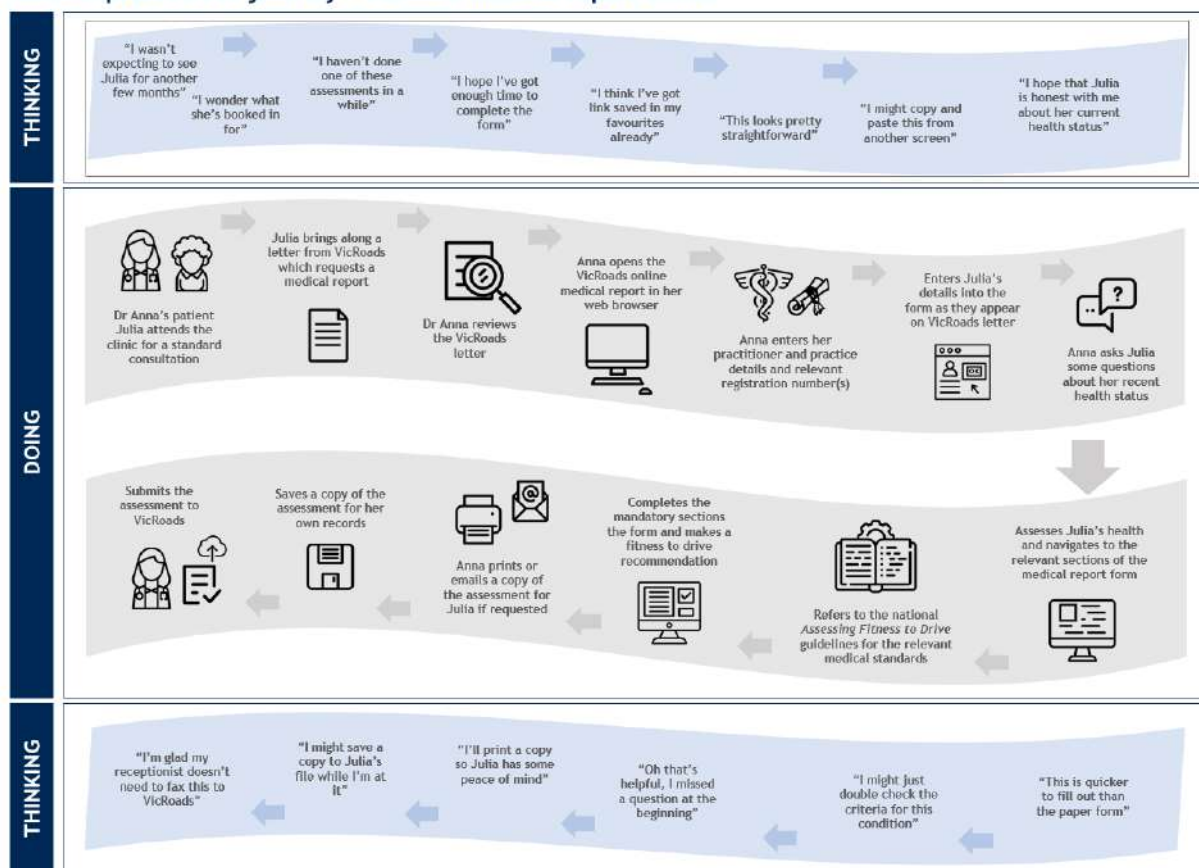 THINKING
“I wasn’t
expecting to see
Julia for another
few months”
“I wonder what
she’s booked in
for”
“I haven’t done
one of these
assessments in a
while”
“I hope I’ve got
enough time to
complete the
form”
“I think I’ve got
link saved in my
favourites
already”
“This looks pretty
straightforward”
“I might copy and
paste this from
another screen”
“I hope that Julia
is honest with me
about her current
health status”
DOING
Dr Anna’s patient
Julia attends the
clinic for a standard
consultation
Julia brings along a
letter from VicRoads
which requests a
medical report
Dr Anna reviews
the VicRoads
letter
Anna opens the
VicRoads online
medical report in her
web browser
Anna enters her
practitioner and practice
details and relevant
registration number(s)
Enters Julia’s
details into the
form as they appear
on VicRoads letter
?
Anna asks Julia
some questions
about her recent
health status
Assesses Julia’s health
and navigates to the
relevant sections of the
medical report form
Refers to the national
Assessing Fitness to Drive
guidelines for the relevant
medical standards
Completes the
mandatory sections
the form and makes a
fitness to drive
recommendation
@
Anna prints or
emails a copy of
the assessment for
Julia if requested
Saves a copy of the
assessment for her
own records
Submits the
assessment to
VicRoads
THINKING
“This is quicker
to fill out than
the paper form”
“I might just
double check the
criteria for this
condition”
“Oh that’s
helpful, I missed
a question at the
beginning”
“I’ll print a copy
so Julia has some
peace of mind”
“I might save a
copy to Julia’s
file while I’m at
it”
“I’m glad my
receptionist doesn’t
need to fax this to
VicRoads”